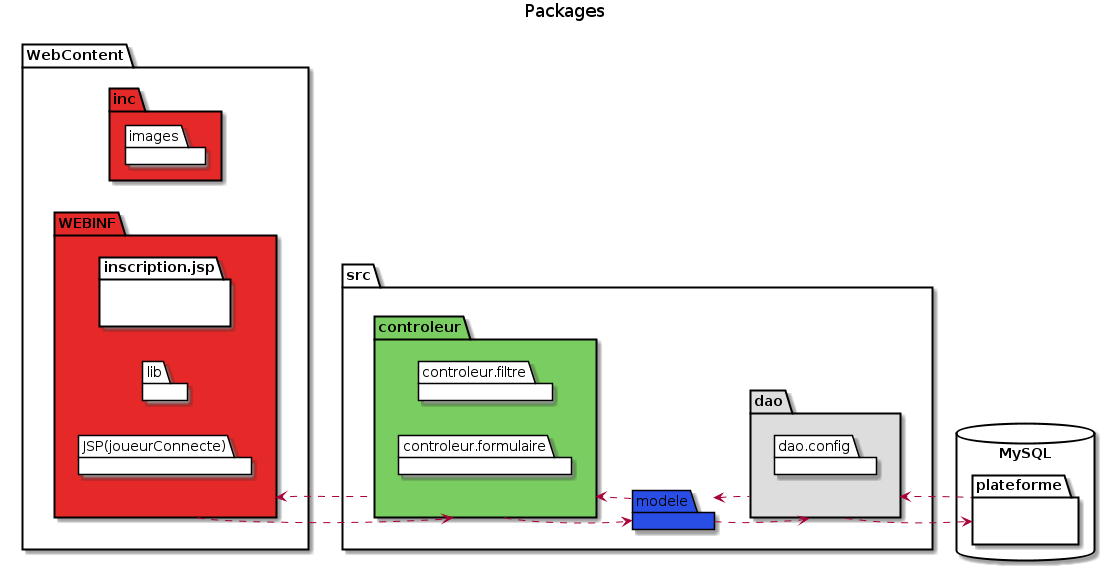 Packages
WebContent
inc
images
WEBINF
inscription.jsp
lib
JSP(joueurConnecte)
src
controleur
controleur.filtre
controleur.formulaire
modele
dao
dao.config
MySQL
plateforme